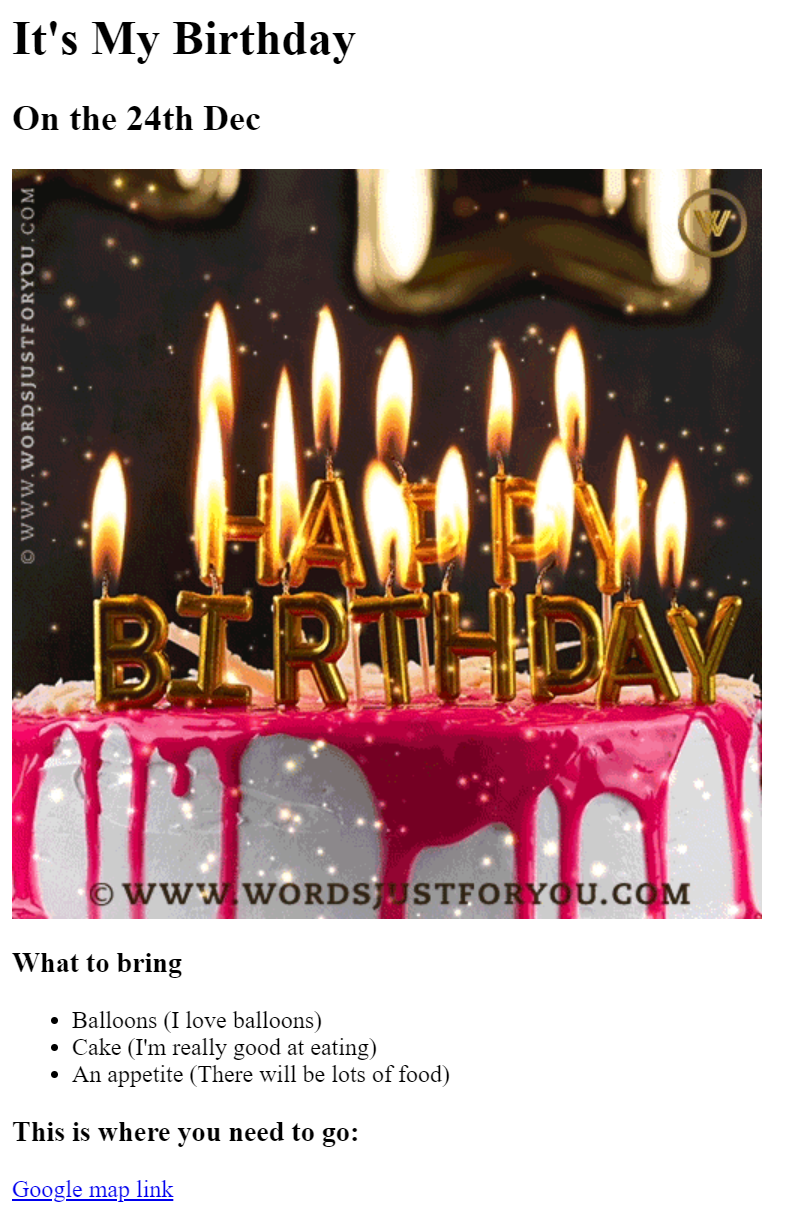 It's My Birthday
On the 24th Dec
© WWW.WORDSJUSTFORYOU.COM
W
HAPPY
BIRTHDAY
© WWW.WORDSJUSTFORYOU.COM
What to bring
Balloons (I love balloons)
Cake (I'm really good at eating)
An appetite (There will be lots of food)
This is where you need to go:
Google map link